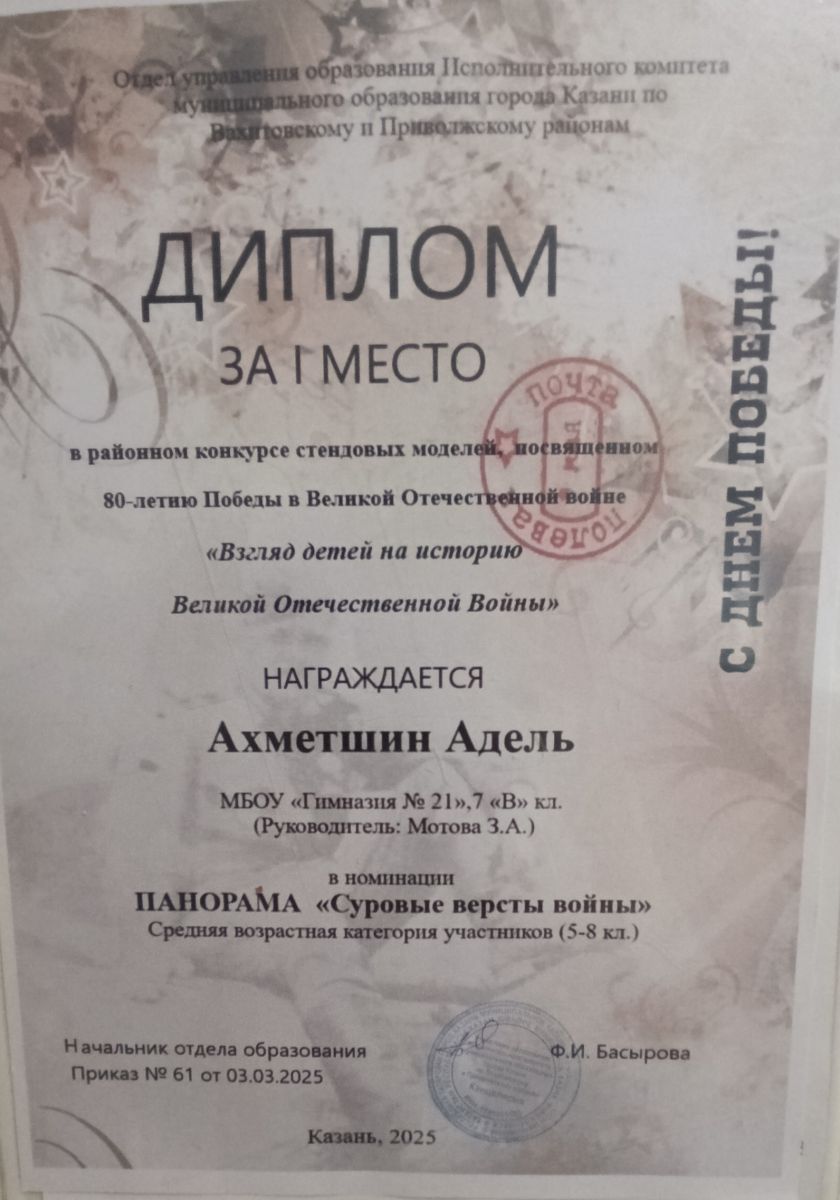 Отдел управления образования Исполнительного комитета
муниципального образования города Казани по
Вахитовскому и Приволжскому районам
ДИПЛОМ
ЗА I МЕСТО
почта
полевая
С ДНЕМ ПОБЕДЫ!
в районном конкурсе стендовых моделей, посвященном
80-летию Победы в Великой Отечественной войне
«Взгляд детей на историю
Великой Отечественной Войны»
НАГРАЖДАЕТСЯ
Ахметшин Адель
МБОУ «Гимназия № 21»,7 «В» кл.
(Руководитель: Мотова З.А.)
в номинации
ПАНОРАМА «Суровые версты войны»
Средняя возрастная категория участников (5-8 кл.)
Начальник отдела образования
Ф.И. Басырова
Приказ № 61 от 03.03.2025
Казань, 2025